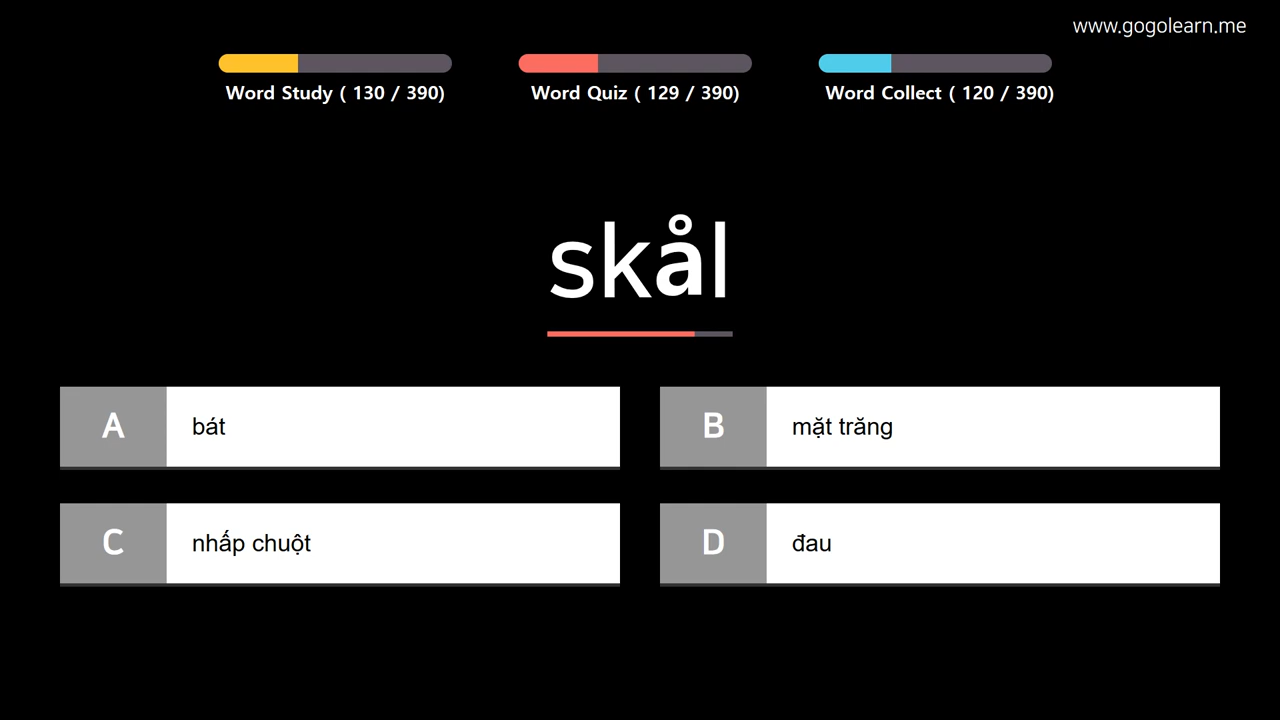 www.gogolearn.me
Word Study ( 130 / 390)
Word Quiz ( 129 / 390)
Word Collect ( 120 / 390)
skål
A bát
B mặt trăng
C nhấp chuột
D đau